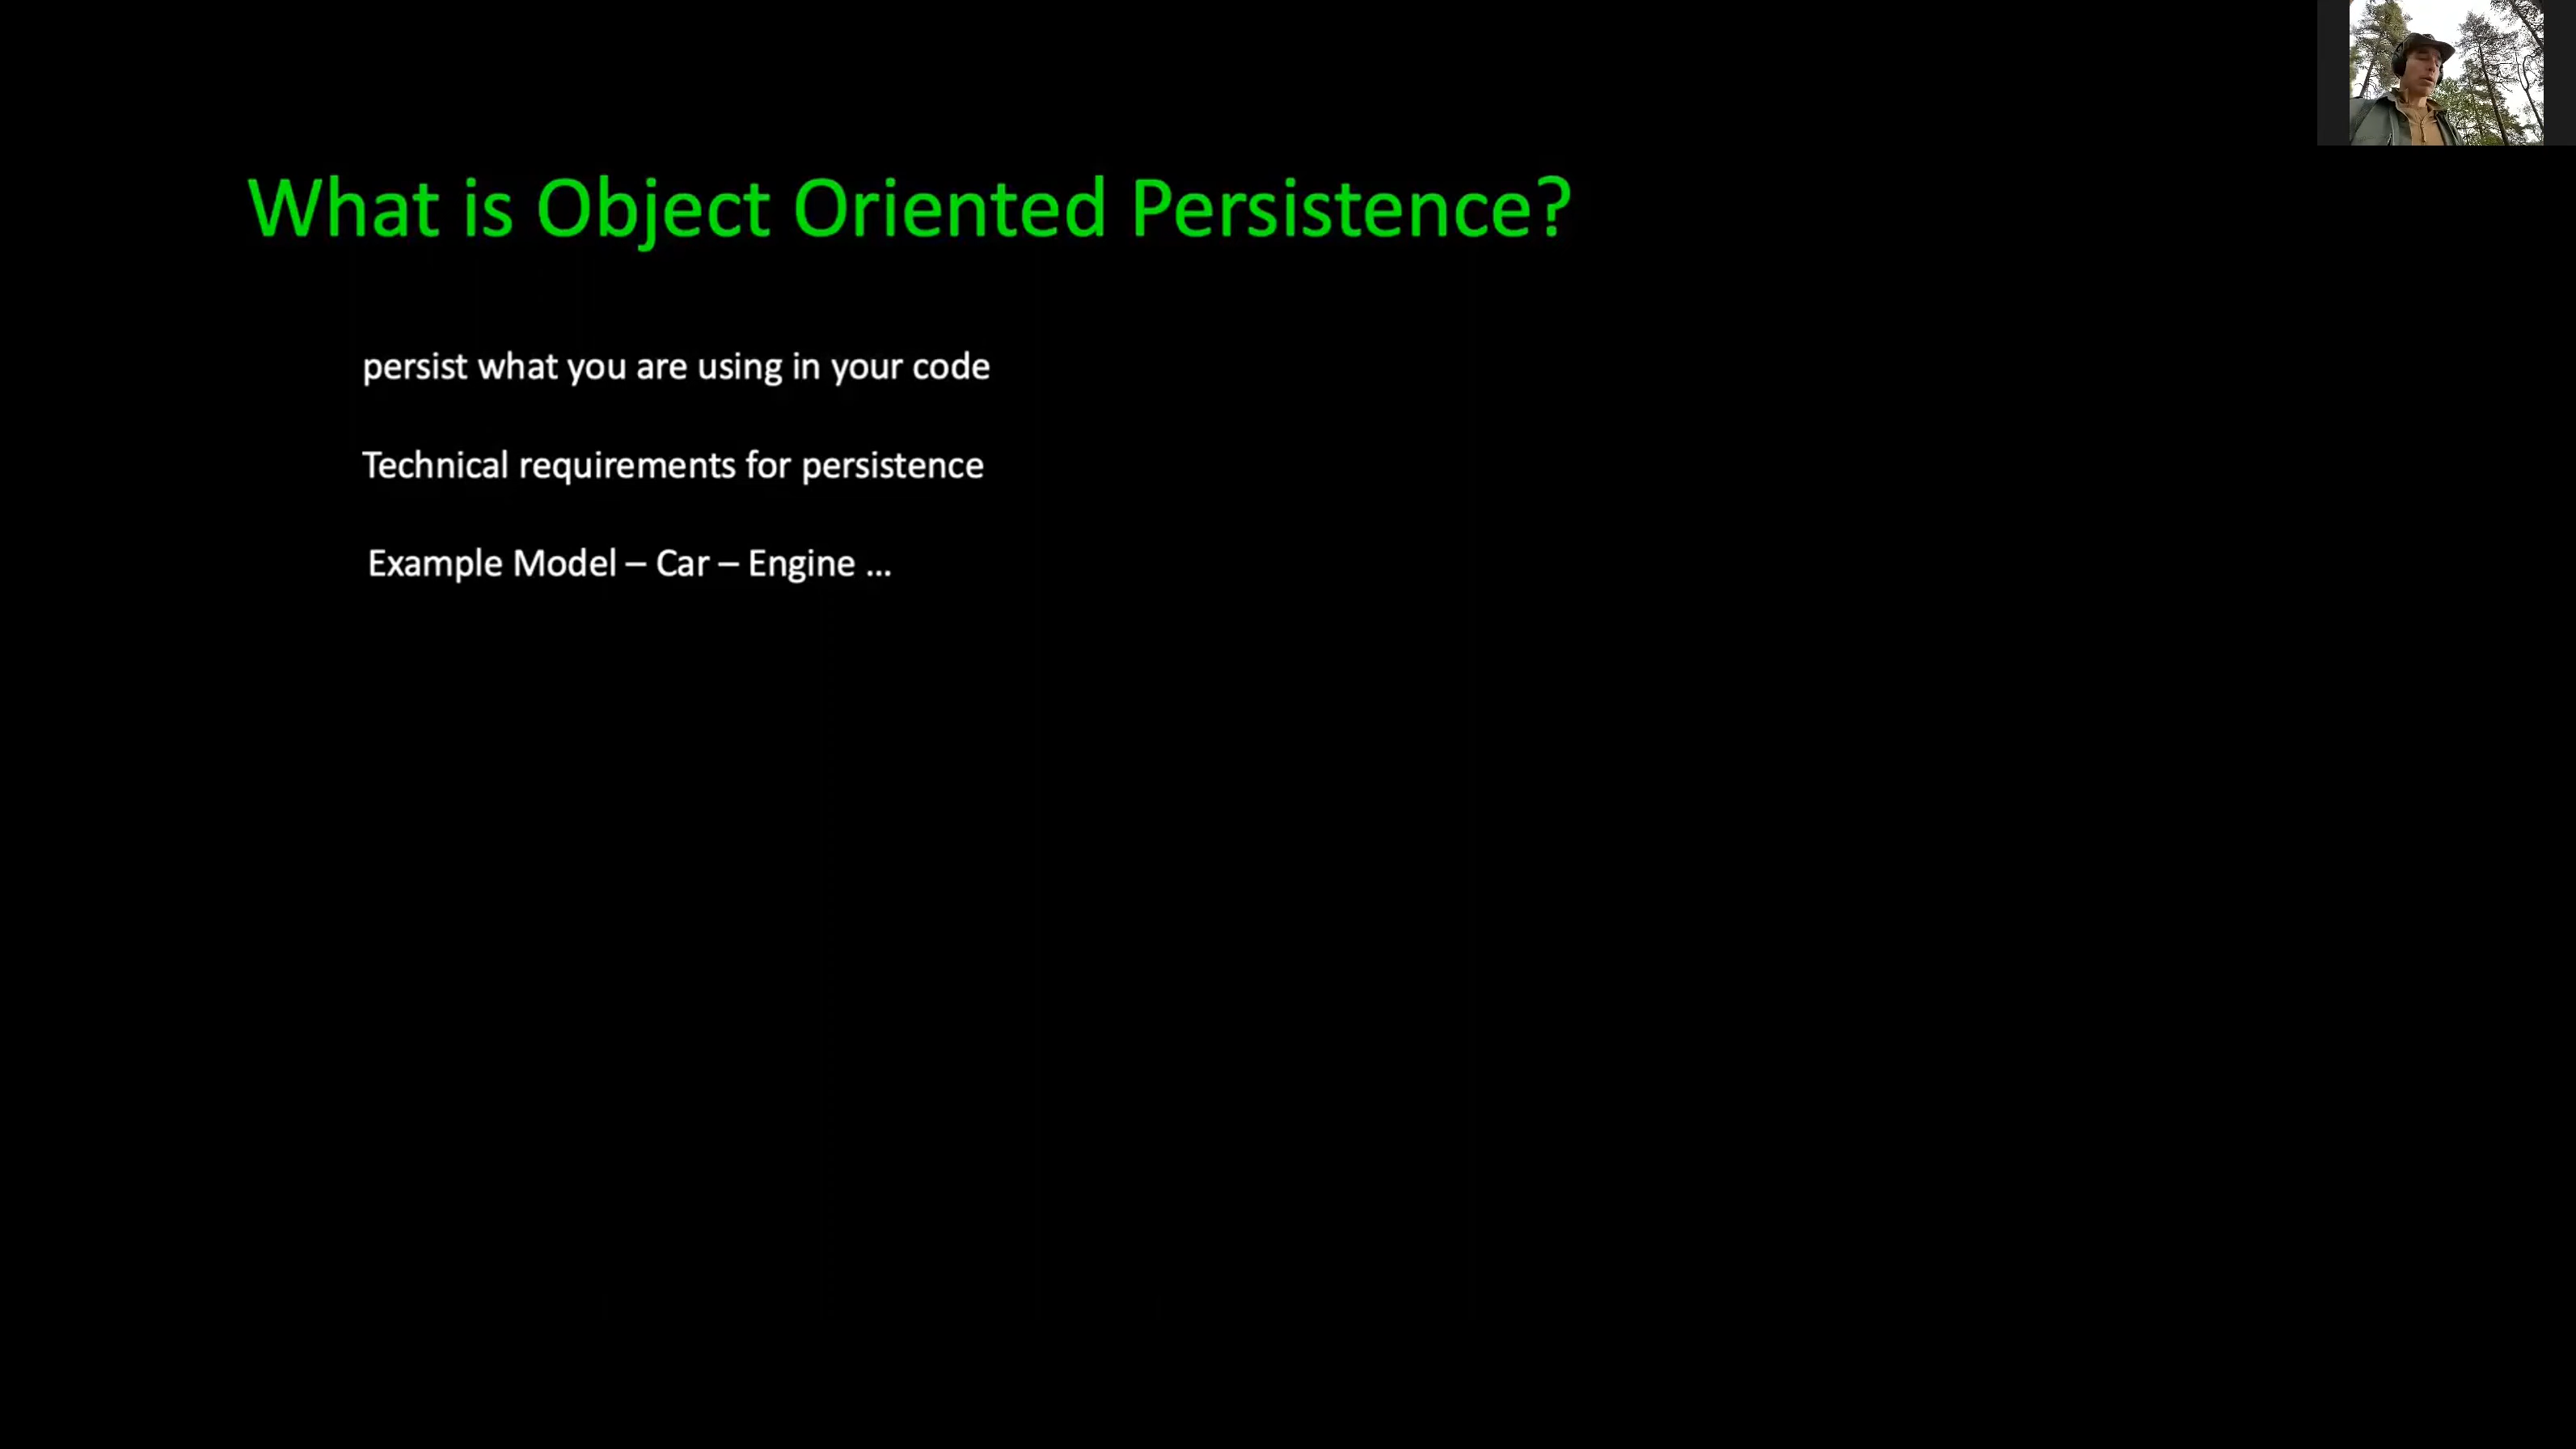 What is Object Oriented Persistence?
persist what you are using in your code
Technical requirements for persistence
Example Model – Car – Engine ...